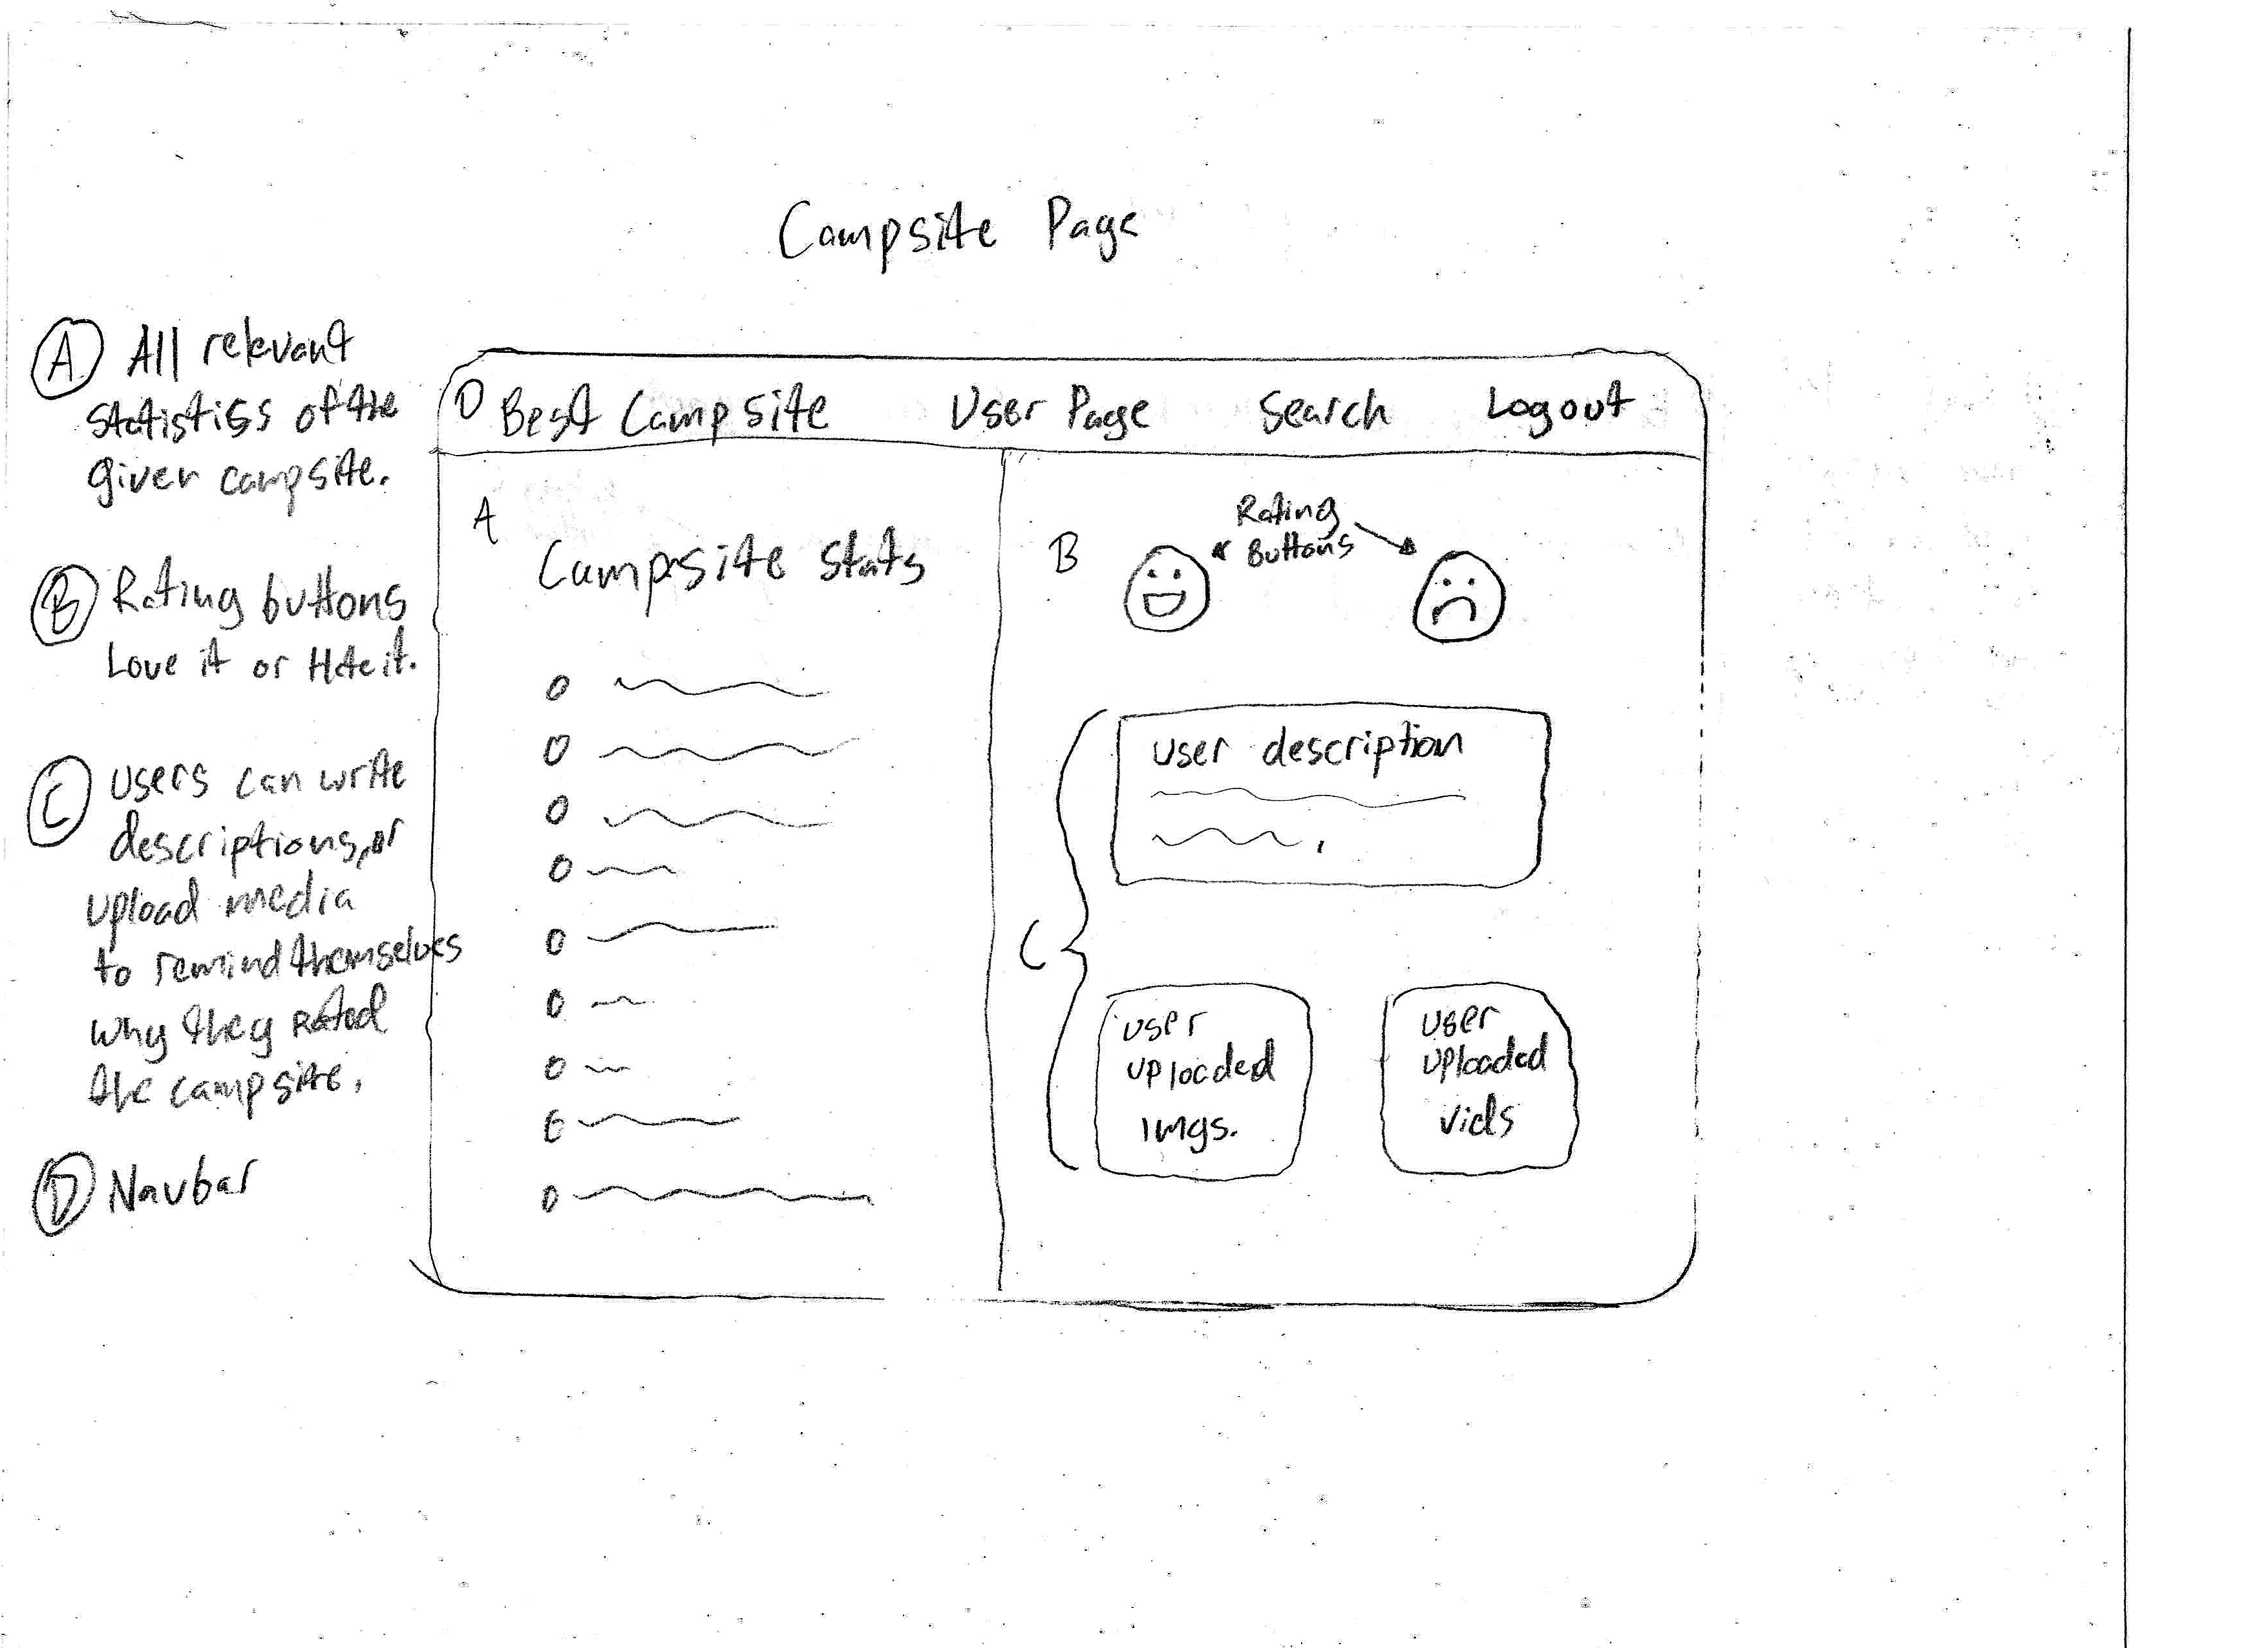 Campsite Page
A All relevant
statistiss of the
given campsite.
B Rating buttons
Love it or Hate it.
C users can write
descriptions, or
upload media
to remind themselves
why they rated
the campsite.
D Navbar
D Best Campsite User Page Search Logout
A
Campsite stats
B
Rating
Buttons
C
user description
user
uploaded
imgs.
user
uploaded
vids